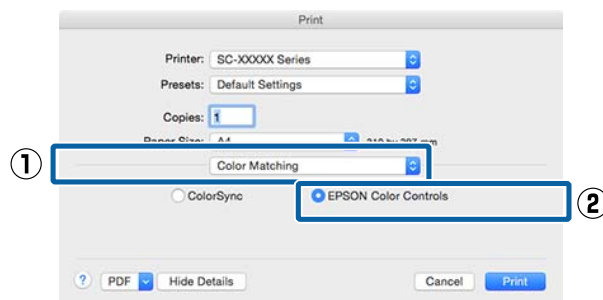 Print
Printer: SC-XXXXX Series
Presets: Default Settings
Copies: 1
① Color Matching
ColorSync EPSON Color Controls ②
? PDF Hide Details Cancel Print